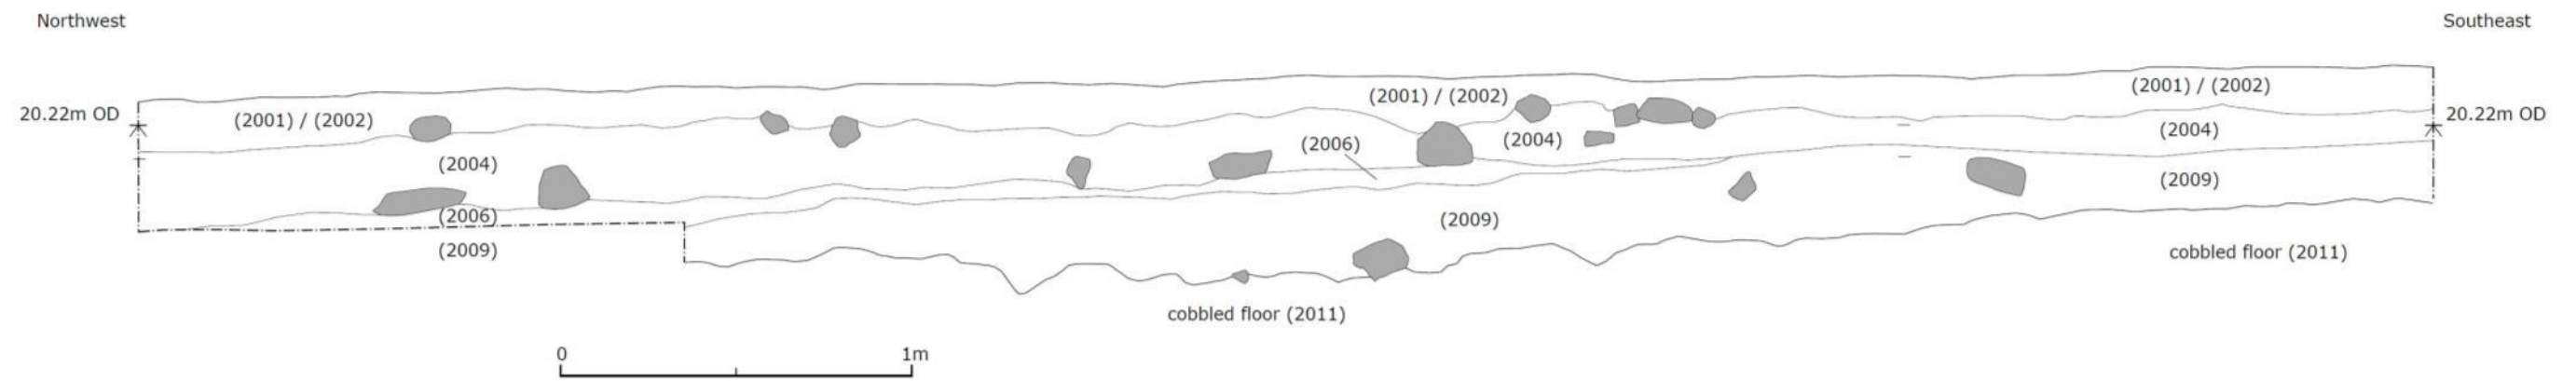 Northwest
Southeast
20.22m OD
(2001) / (2002)
(2001) / (2002)
(2001) / (2002)
20.22m OD
(2004)
(2006)
(2004)
(2004)
(2006)
(2009)
(2009)
(2009)
cobbled floor (2011)
cobbled floor (2011)
0 1m